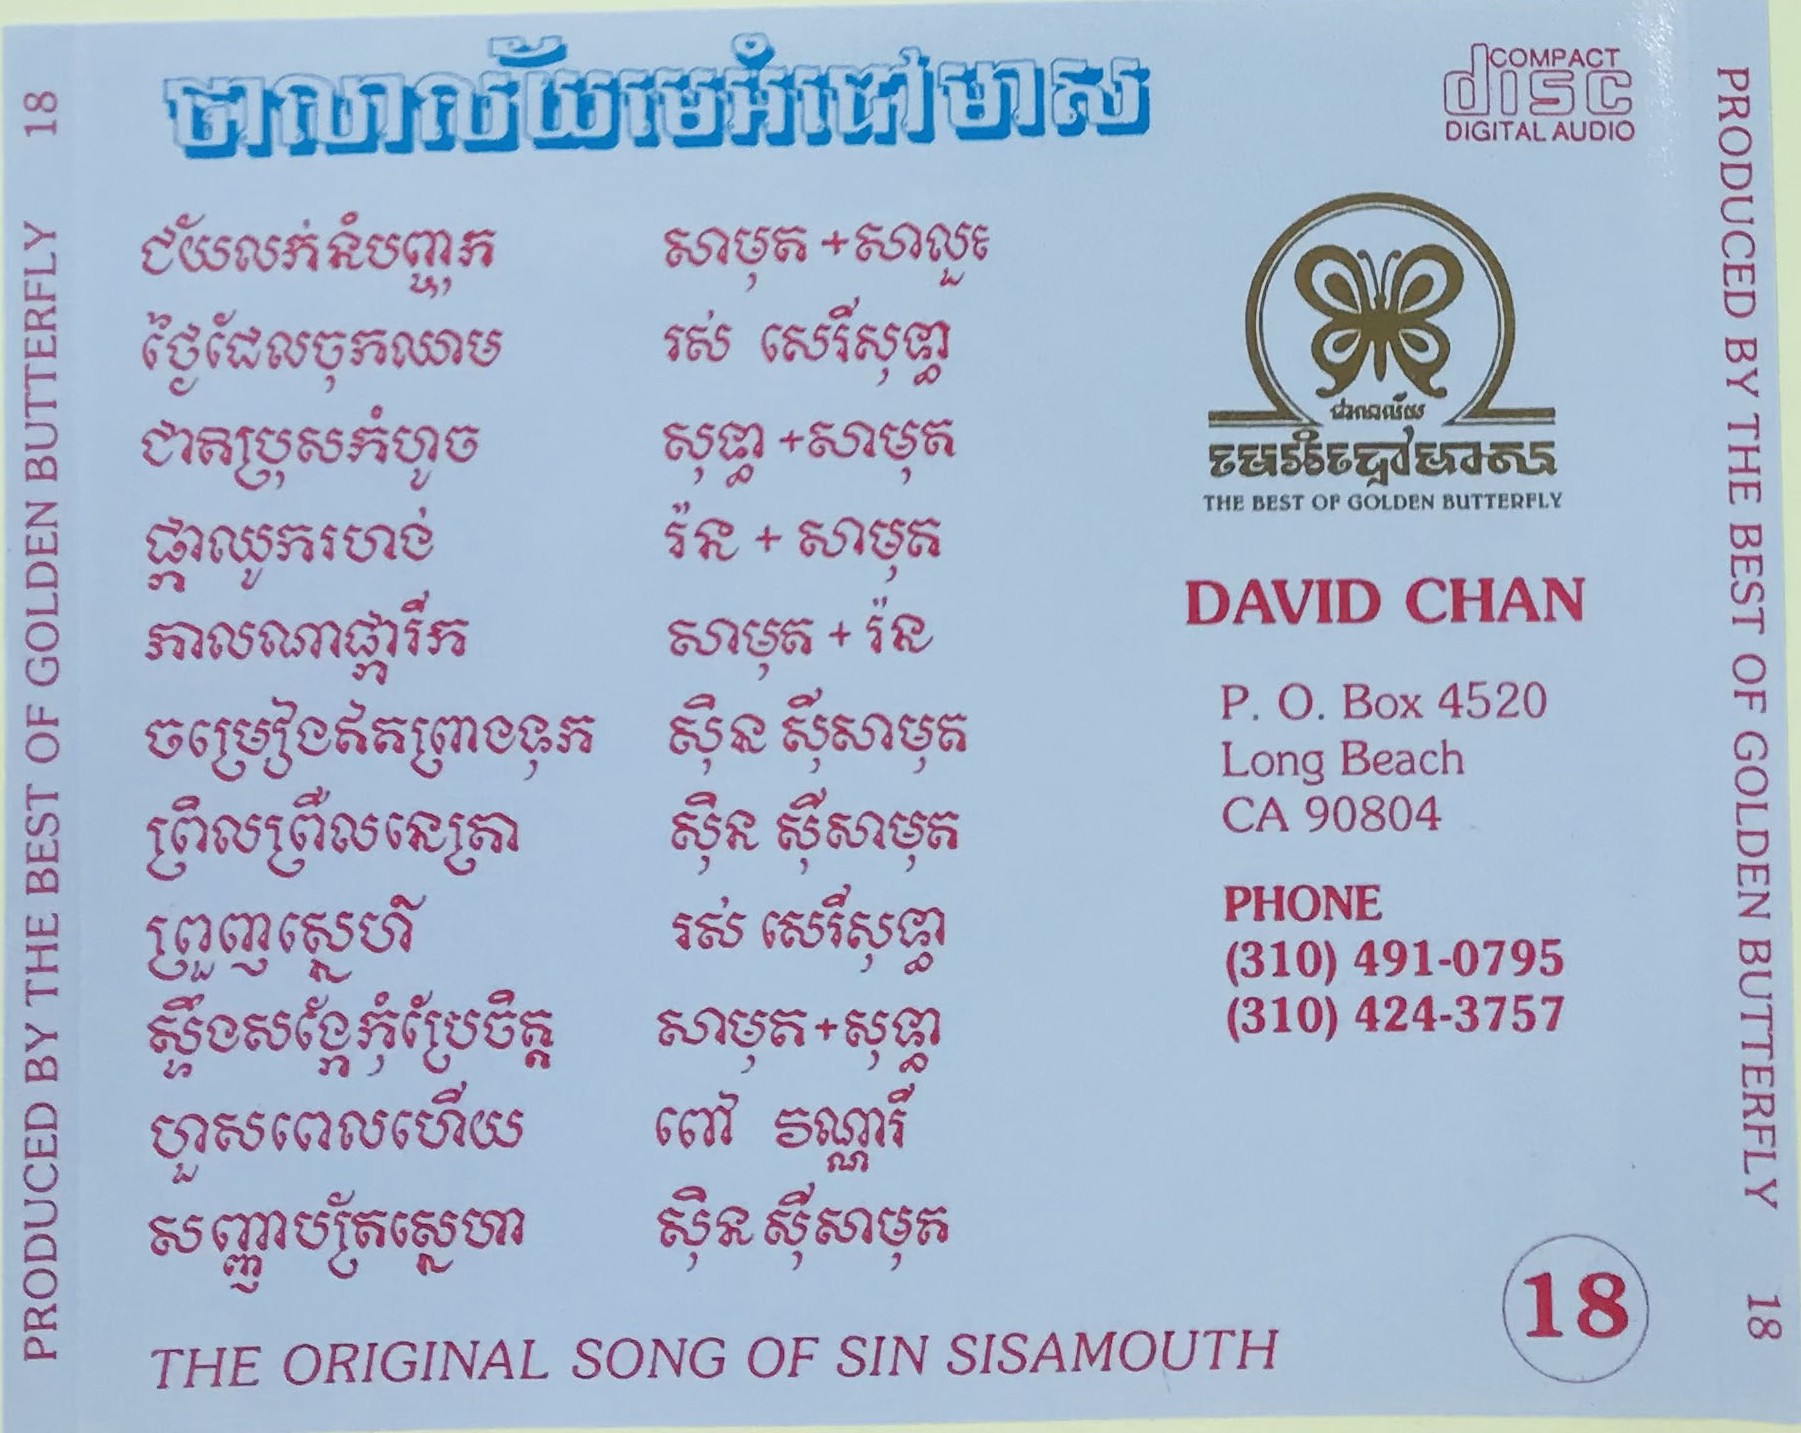 PRODUCED BY THE BEST OF GOLDEN BUTTERFLY 18
មេអំបៅមាស
COMPACT
disc
DIGITAL AUDIO
ជ័យលក់នំបញ្ចុក សាមុត + សាលួះ
ថ្ងៃដែលចុកឈាម រស់ សេរីសុទ្ធា
ជាតប្រុសកំហូច សុទ្ធា + សាមុត
ផ្កាឈូករហង់ រ៉ន + សាមុត
កាលណាផ្ការីក សាមុត + រ៉ន
ចម្រៀងឥតព្រាងទុក ស៊ិន ស៊ីសាមុត
ព្រិលព្រីលនេត្រា ស៊ិន ស៊ីសាមុត
ព្រួញស្នេហ៍ រស់ សេរីសុទ្ធា
ស្ទឹងសង្កែកុំប្រែចិត្ត សាមុត + សុទ្ធា
ហួសពេលហើយ ពៅ វណ្ណារី
សញ្ញាបត្រស្នេហា ស៊ិន ស៊ីសាមុត
THE ORIGINAL SONG OF SIN SISAMOUTH
មេអំបៅមាស
THE BEST OF GOLDEN BUTTERFLY
DAVID CHAN
P. O. Box 4520
Long Beach
CA 90804
PHONE
(310) 491-0795
(310) 424-3757
18
PRODUCED BY THE BEST OF GOLDEN BUTTERFLY 18